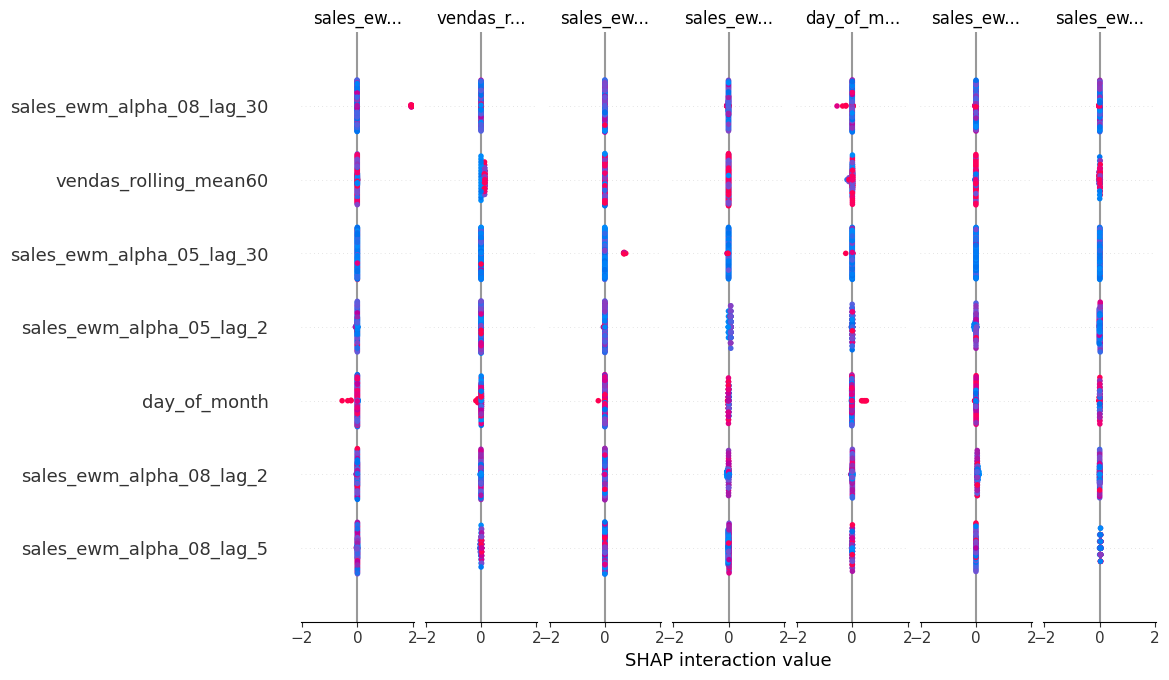 sales_ew... vendas_r... sales_ew... sales_ew... day_of_m... sales_ew... sales_ew...
sales_ewm_alpha_08_lag_30
vendas_rolling_mean60
sales_ewm_alpha_05_lag_30
sales_ewm_alpha_05_lag_2
day_of_month
sales_ewm_alpha_08_lag_2
sales_ewm_alpha_08_lag_5
−2 0 2 −2 0 2 −2 0 2 −2 0 2 −2 0 2 −2 0 2 −2 0 2
SHAP interaction value